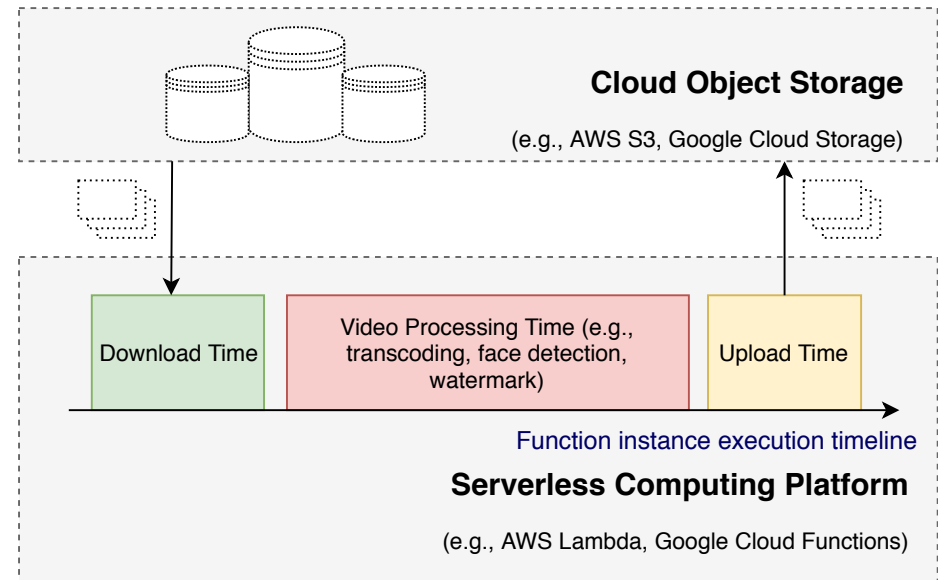 Cloud Object Storage
(e.g., AWS S3, Google Cloud Storage)
Download Time
Video Processing Time (e.g.,
transcoding, face detection,
watermark)
Upload Time
Function instance execution timeline
Serverless Computing Platform
(e.g., AWS Lambda, Google Cloud Functions)